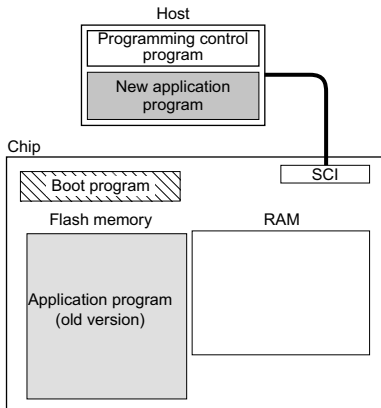 Host
Programming control
program
New application
program
Chip
SCI
Boot program
Flash memory
RAM
Application program
(old version)